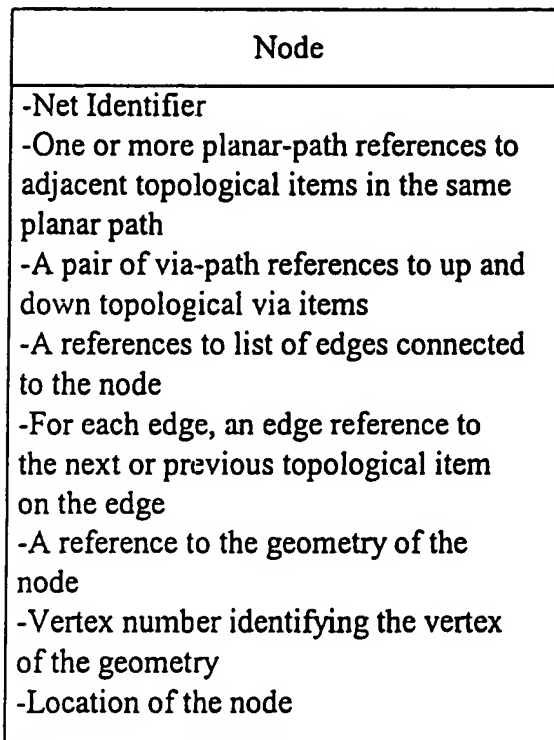 Node
-Net Identifier
-One or more planar-path references to
adjacent topological items in the same
planar path
-A pair of via-path references to up and
down topological via items
-A references to list of edges connected
to the node
-For each edge, an edge reference to
the next or previous topological item
on the edge
-A reference to the geometry of the
node
-Vertex number identifying the vertex
of the geometry
-Location of the node